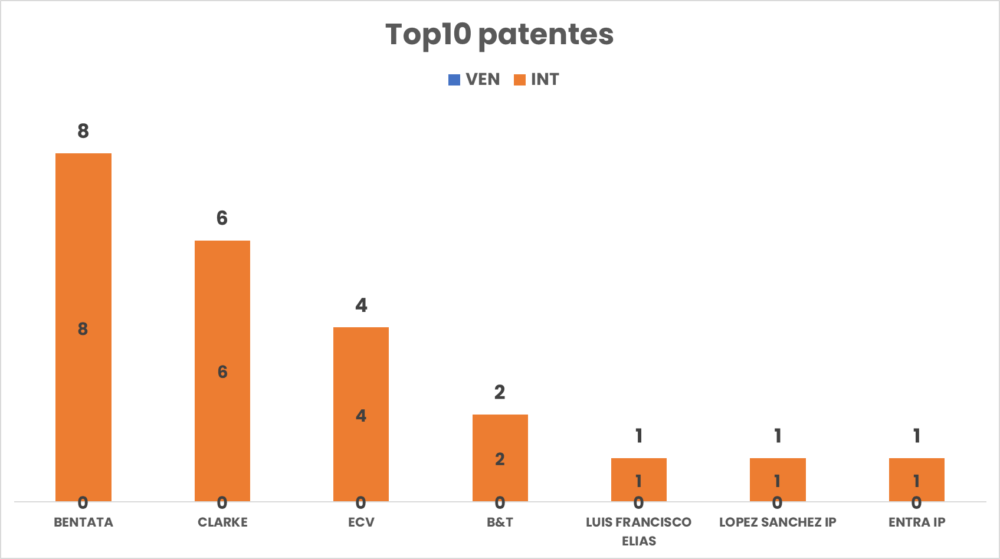 Top10 patentes
VEN INT
8
6
4
2
1 1 1
8
6
4
2
1 1 1
0 0 0 0 0 0 0
BENTATA CLARKE ECV B&T LUIS FRANCISCO LOPEZ SANCHEZ IP ENTRA IP
ELIAS